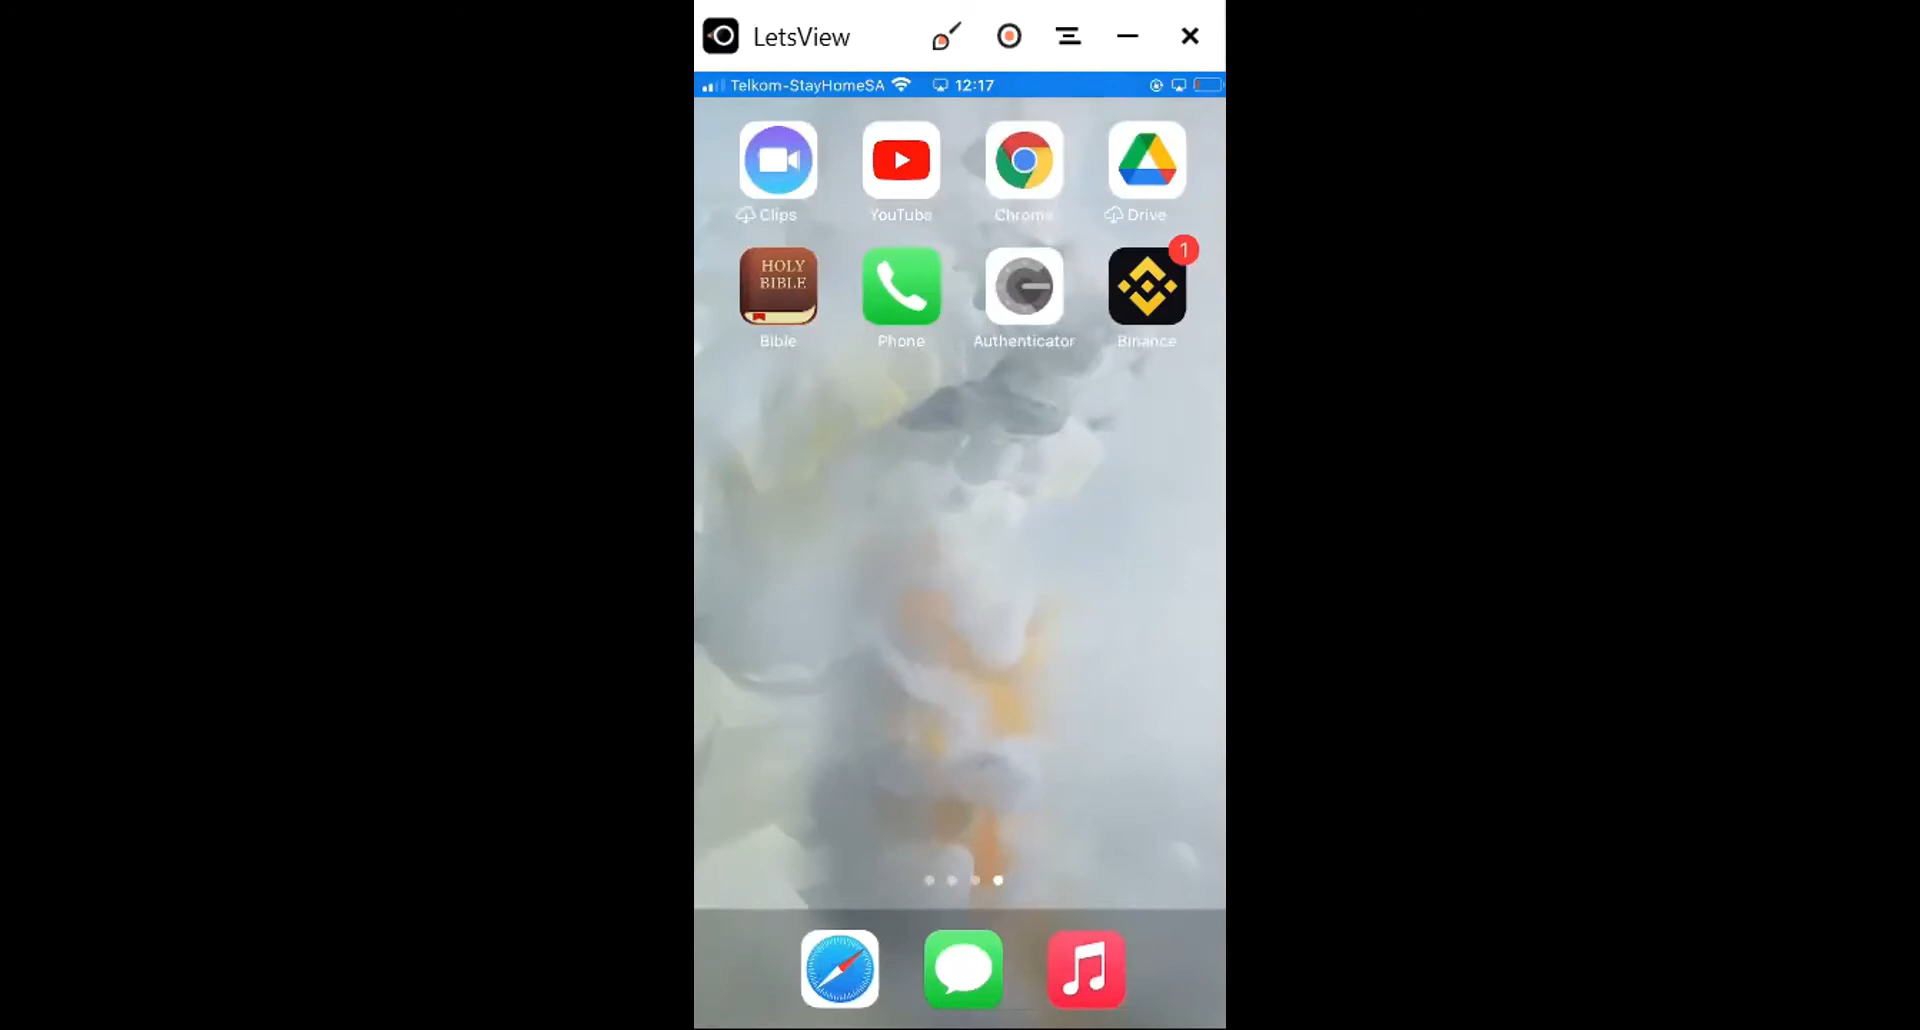 LetsView
Telkom-StayHomeSA 12:17
Clips YouTube Chrome Drive
HOLY
BIBLE
1
Bible Phone Authenticator Binance